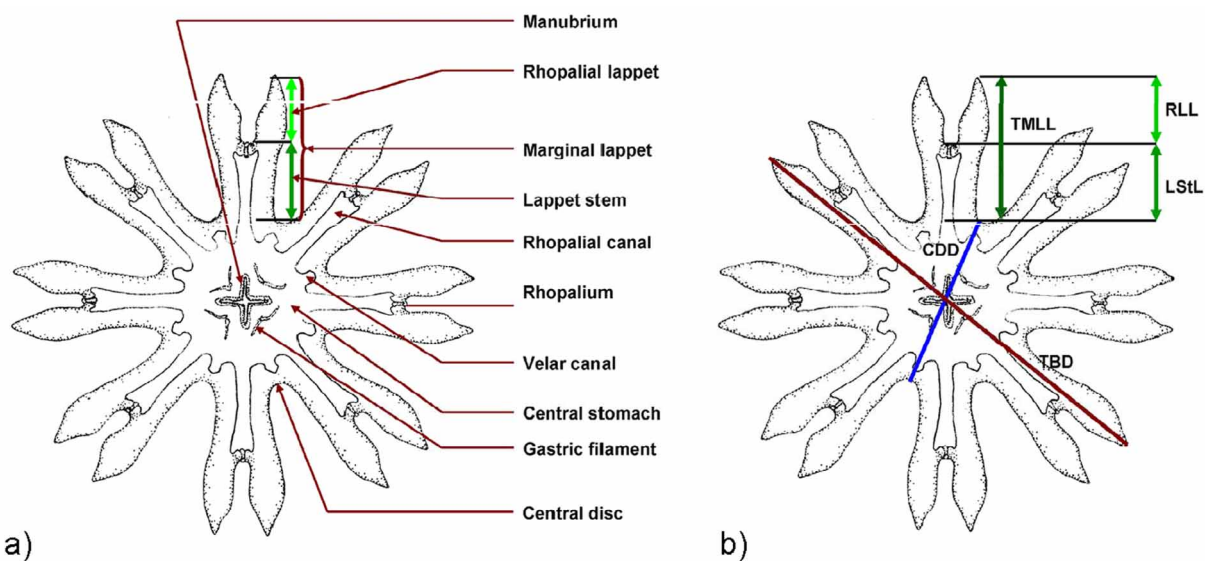 Manubrium
Rhopalial lappet
Marginal lappet
Lappet stem
Rhopalial canal
Rhopalium
Velar canal
Central stomach
Gastric filament
Central disc
a)
TMLL
RLL
LStL
CDD
TBD
b)